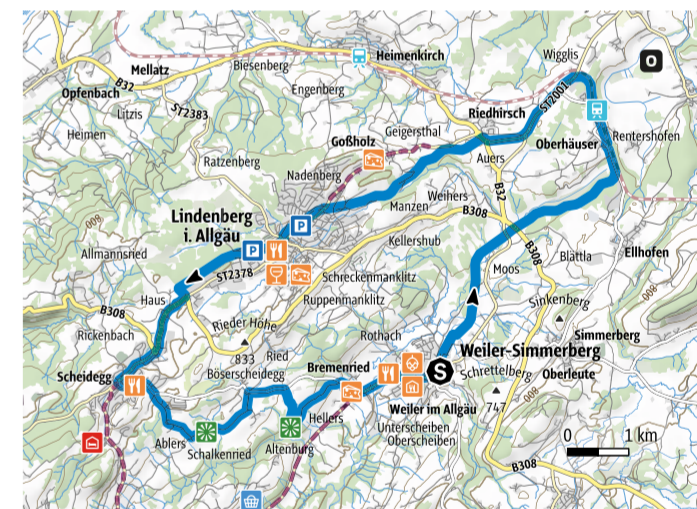 Wigglis
O
Heimenkirch
Mellatz
Biesenberg
B32
Opfenbach
Engenberg
ST2001
Litzis
ST2383
Riedhirsch
Heimen
Geigersthal
Goßholz
Oberhäuser
Rentershofen
Ratzenberg
Auers
Nadenberg
B32
Weihers
Manzen
B308
Lindenberg
i. Allgäu
P
P
Kellershub
B308
Ellhofen
Allmannsried
Blättla
Moos
ST2378
Schreckenmanklitz
Haus
Ruppenmanklitz
Sinkenberg
B308
Rieder Höhe
Rothach
Simmerberg
Rickenbach
833
Ried
Weiler-Simmerberg
Oberleute
Scheidegg
Böserscheidegg
Bremenried
S
Schrettelberg
Weiler im Allgäu
747
Hellers
Unterscheiben
Oberscheiben
Ablers
Schalkenried
Altenburg
0 1 km
B308
800
800
800